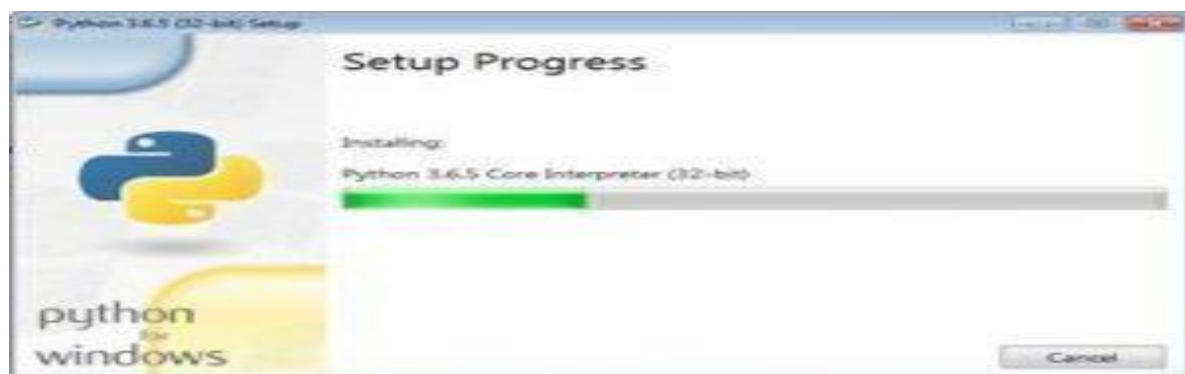 Python 3.6.5 (32-bit) Setup
Setup Progress
Installing:
Python 3.6.5 Core Interpreter (32-bit)
python
for
windows
Cancel